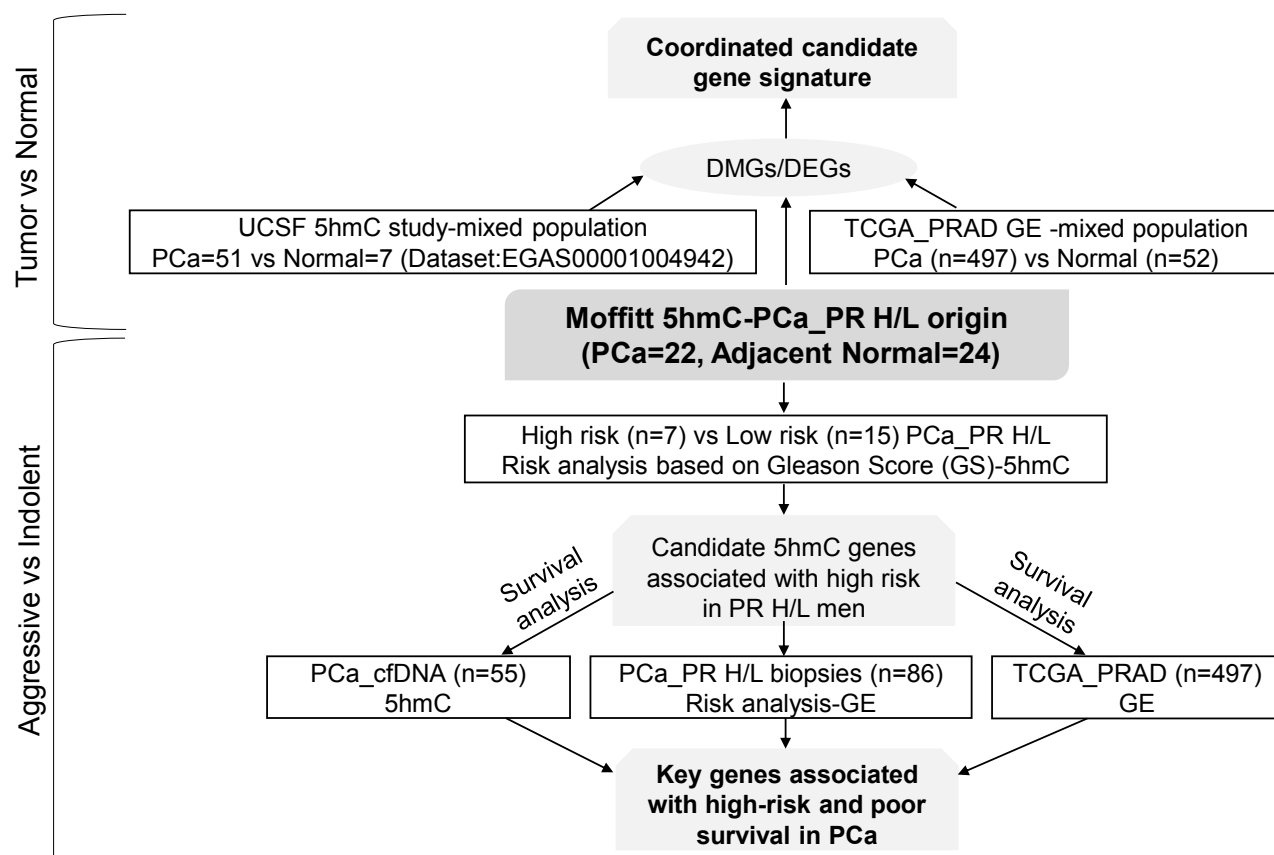 Tumor vs Normal
Coordinated candidate
gene signature
DMGs/DEGs
UCSF 5hmC study-mixed population
PCa=51 vs Normal=7 (Dataset:EGAS00001004942)
TCGA_PRAD GE -mixed population
PCa (n=497) vs Normal (n=52)
Moffitt 5hmC-PCa_PR H/L origin
(PCa=22, Adjacent Normal=24)
Aggressive vs Indolent
High risk (n=7) vs Low risk (n=15) PCa_PR H/L
Risk analysis based on Gleason Score (GS)-5hmC
Candidate 5hmC genes
associated with high risk
in PR H/L men
Survival
analysis
Survival
analysis
PCa_cfDNA (n=55)
5hmC
PCa_PR H/L biopsies (n=86)
Risk analysis-GE
TCGA_PRAD (n=497)
GE
Key genes associated
with high-risk and poor
survival in PCa